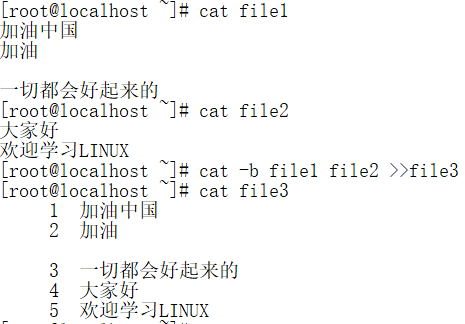 [root@localhost ~]# cat file1
加油中国
加油

一切都会好起来的
[root@localhost ~]# cat file2
大家好
欢迎学习LINUX
[root@localhost ~]# cat -b file1 file2 >>file3
[root@localhost ~]# cat file3
     1  加油中国
     2  加油

     3  一切都会好起来的
     4  大家好
     5  欢迎学习LINUX